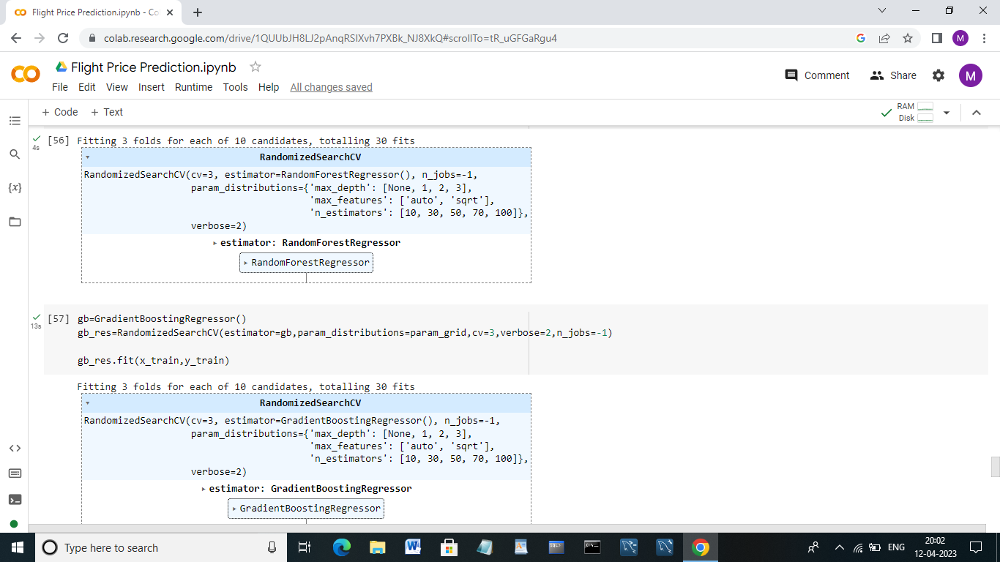 Flight Price Prediction.ipynb - Co
colab.research.google.com/drive/1QUUbJH8LJ2pAnqRSIXvh7PXBk_NJ8XkQ#scrollTo=tR_uGFGaRgu4
M
Flight Price Prediction.ipynb
Comment
Share
M
File Edit View Insert Runtime Tools Help All changes saved
+ Code + Text
RAM
Disk
[56] Fitting 3 folds for each of 10 candidates, totalling 30 fits
4s
RandomizedSearchCV
RandomizedSearchCV(cv=3, estimator=RandomForestRegressor(), n_jobs=-1,
param_distributions={'max_depth': [None, 1, 2, 3],
'max_features': ['auto', 'sqrt'],
'n_estimators': [10, 30, 50, 70, 100]},
verbose=2)
estimator: RandomForestRegressor
RandomForestRegressor
[57] gb=GradientBoostingRegressor()
13s
gb_res=RandomizedSearchCV(estimator=gb,param_distributions=param_grid,cv=3,verbose=2,n_jobs=-1)
gb_res.fit(x_train,y_train)
Fitting 3 folds for each of 10 candidates, totalling 30 fits
RandomizedSearchCV
RandomizedSearchCV(cv=3, estimator=GradientBoostingRegressor(), n_jobs=-1,
param_distributions={'max_depth': [None, 1, 2, 3],
'max_features': ['auto', 'sqrt'],
'n_estimators': [10, 30, 50, 70, 100]},
verbose=2)
estimator: GradientBoostingRegressor
GradientBoostingRegressor
Type here to search
ENG
20:02
12-04-2023